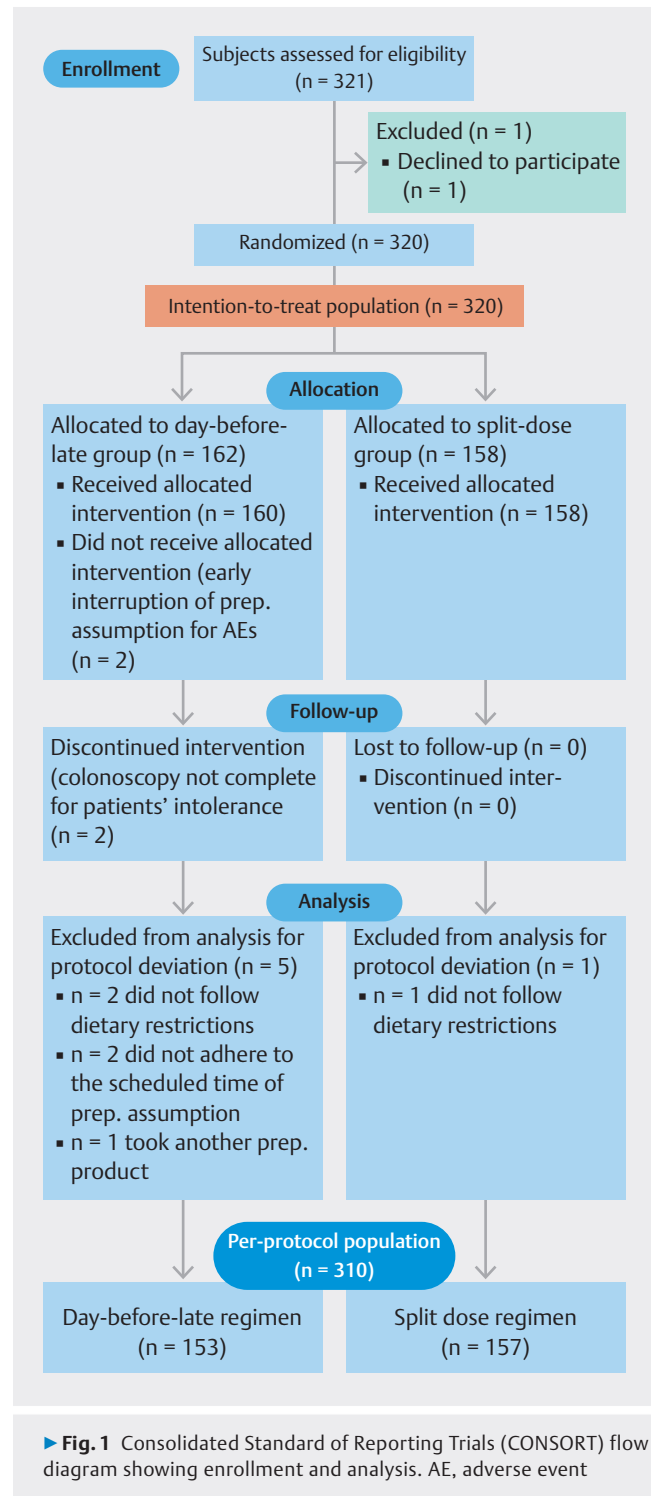 Enrollment
Subjects assessed for eligibility
(n = 321)
Excluded (n = 1)
▪ Declined to participate
(n = 1)
Randomized (n = 320)
Intention-to-treat population (n = 320)
Allocation
Allocated to day-before-
late group (n = 162)
▪ Received allocated
intervention (n = 160)
▪ Did not receive allocated
intervention (early
interruption of prep.
assumption for AEs
(n = 2)
Allocated to split-dose
group (n = 158)
▪ Received allocated
intervention (n = 158)
Follow-up
Discontinued intervention
(colonoscopy not complete
for patients’ intolerance
(n = 2)
Lost to follow-up (n = 0)
▪ Discontinued inter-
vention (n = 0)
Analysis
Excluded from analysis for
protocol deviation (n = 5)
▪ n = 2 did not follow
dietary restrictions
▪ n = 2 did not adhere to
the scheduled time of
prep. assumption
▪ n = 1 took another prep.
product
Excluded from analysis for
protocol deviation (n = 1)
▪ n = 1 did not follow
dietary restrictions
Per-protocol population
(n = 310)
Day-before-late regimen
(n = 153)
Split dose regimen
(n = 157)
► Fig. 1 Consolidated Standard of Reporting Trials (CONSORT) flow
diagram showing enrollment and analysis. AE, adverse event